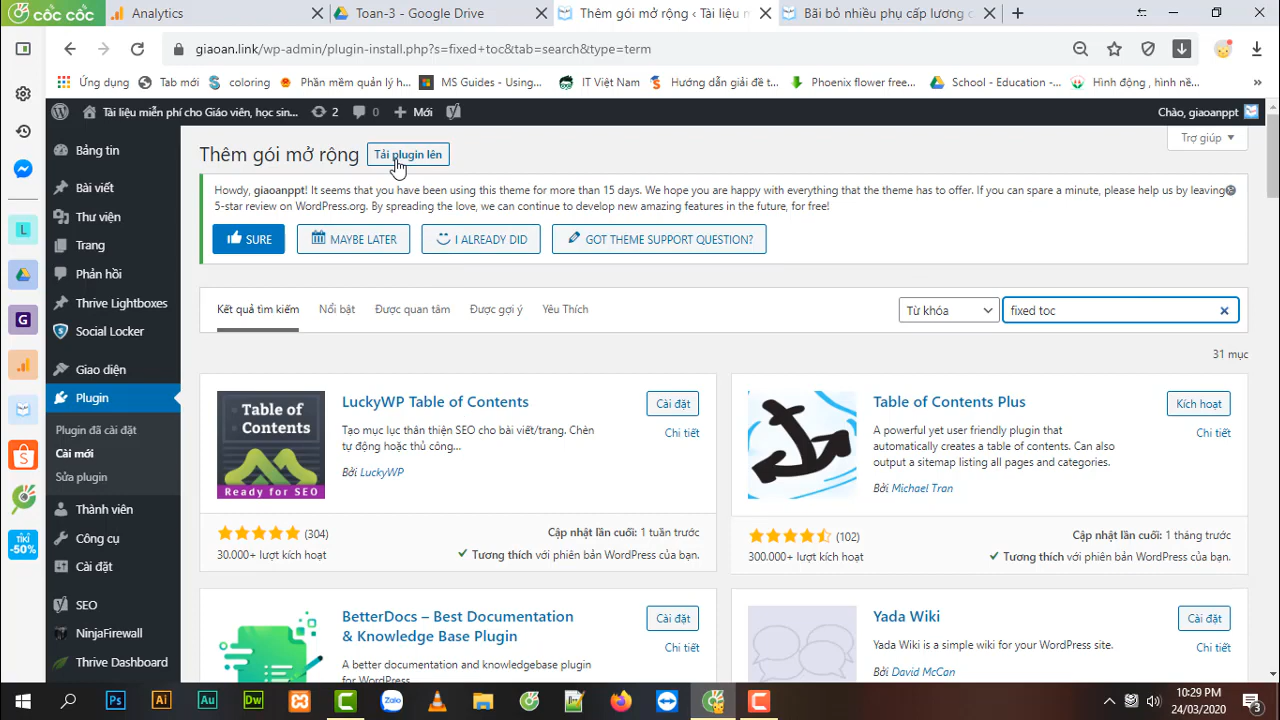 cốc cốc
Analytics
Toan-3 - Google Drive
Thêm gói mở rộng ‹ Tài liệu m
Bãi bỏ nhiều phụ cấp lương c
giaoan.link/wp-admin/plugin-install.php?s=fixed+toc&tab=search&type=term
Ứng dụng
Tab mới
coloring
Phần mềm quản lý h...
MS Guides - Using...
IT Việt Nam
Hướng dẫn giải đề t...
Phoenix flower free...
School - Education -...
Hình động , hình nề...
Tài liệu miễn phí cho Giáo viên, học sin...
2
0
Mới
Chào, giaoanppt
Bảng tin
Bài viết
Thư viện
Trang
Phản hồi
Thrive Lightboxes
Social Locker
Giao diện
Plugin
Plugin đã cài đặt
Cài mới
Sửa plugin
Thành viên
Công cụ
Cài đặt
SEO
NinjaFirewall
Thrive Dashboard
L
G
TiKi
-50%
Thêm gói mở rộng
Tải plugin lên
Trợ giúp
Howdy, giaoanppt! It seems that you have been using this theme for more than 15 days. We hope you are happy with everything that the theme has to offer. If you can spare a minute, please help us by leaving
5-star review on WordPress.org. By spreading the love, we can continue to develop new amazing features in the future, for free!
SURE
MAYBE LATER
I ALREADY DID
GOT THEME SUPPORT QUESTION?
Kết quả tìm kiếm
Nổi bật
Được quan tâm
Được gợi ý
Yêu Thích
Từ khóa
fixed toc
31 mục
Table of
Contents
Ready for SEO
LuckyWP Table of Contents
Cài đặt
Chi tiết
Tạo mục lục thân thiện SEO cho bài viết/trang. Chèn
tự động hoặc thủ công...
Bởi LuckyWP
(304)
30.000+ lượt kích hoạt
Cập nhật lần cuối: 1 tuần trước
Tương thích với phiên bản WordPress của bạn.
Table of Contents Plus
Kích hoạt
Chi tiết
A powerful yet user friendly plugin that
automatically creates a table of contents. Can also
output a sitemap listing all pages and categories.
Bởi Michael Tran
(102)
300.000+ lượt kích hoạt
Cập nhật lần cuối: 1 tháng trước
Tương thích với phiên bản WordPress của bạn.
BetterDocs – Best Documentation
& Knowledge Base Plugin
Cài đặt
Chi tiết
A better documentation and knowledgebase plugin
for WordPress
Yada Wiki
Cài đặt
Chi tiết
Yada Wiki is a simple wiki for your WordPress site.
Bởi David McCan
Ps
Ai
Au
Dw
Zalo
10:29 PM
24/03/2020
3